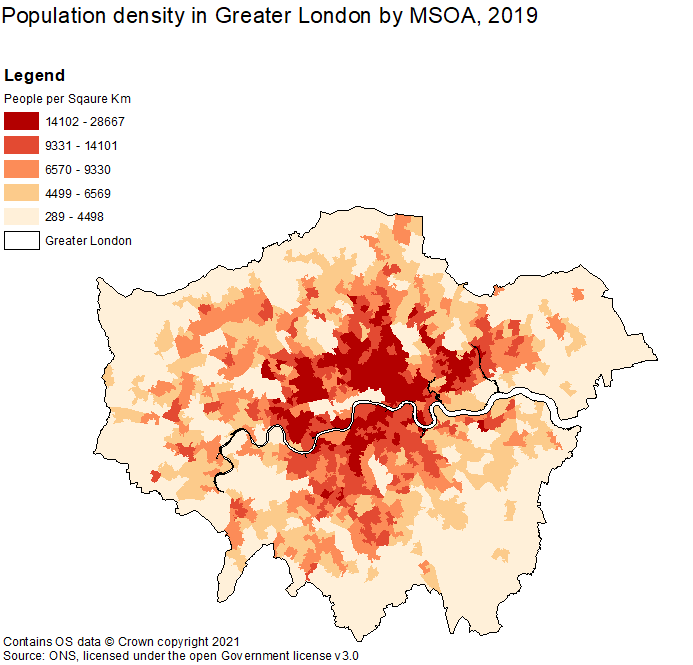 Population density in Greater London by MSOA, 2019
Legend
People per Sqaure Km
14102 - 28667
9331 - 14101
6570 - 9330
4499 - 6569
289 - 4498
Greater London
Contains OS data © Crown copyright 2021
Source: ONS, licensed under the open Government license v3.0